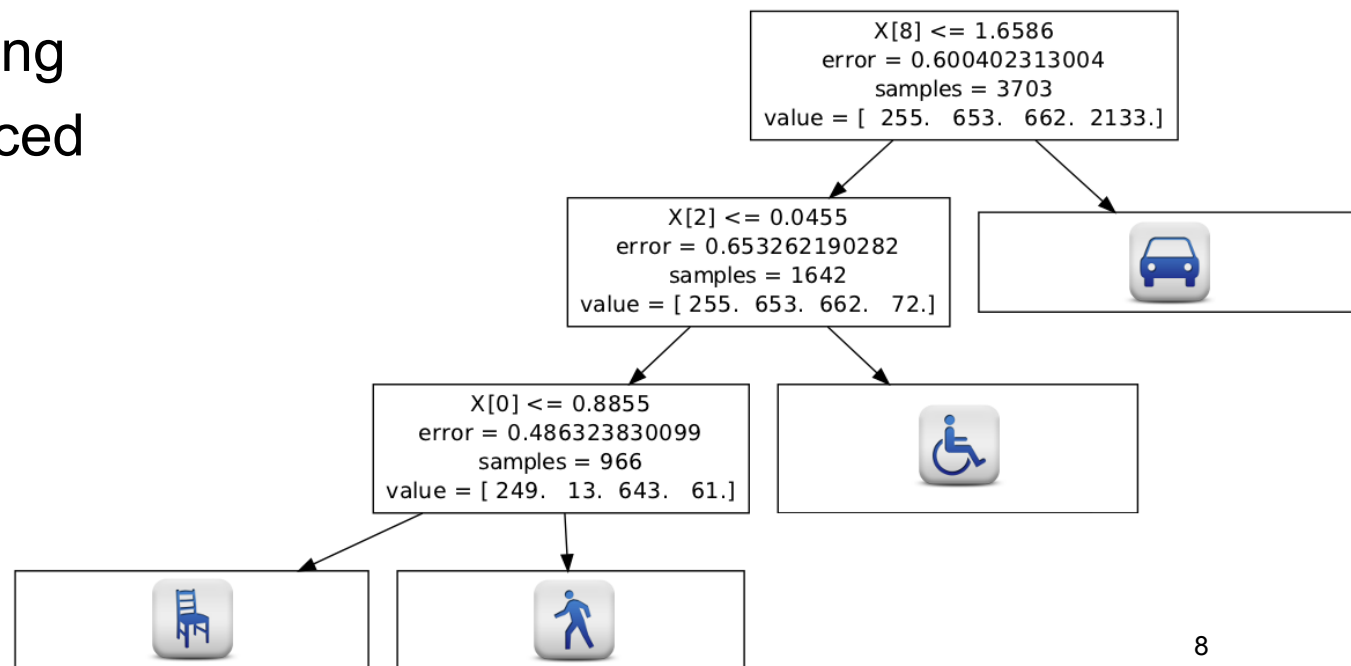 ng
ced
X[8] <= 1.6586
error = 0.600402313004
samples = 3703
value = [  255.   653.   662.  2133.]
X[2] <= 0.0455
error = 0.653262190282
samples = 1642
value = [ 255.  653.  662.   72.]
X[0] <= 0.8855
error = 0.486323830099
samples = 966
value = [ 249.   13.  643.   61.]
8